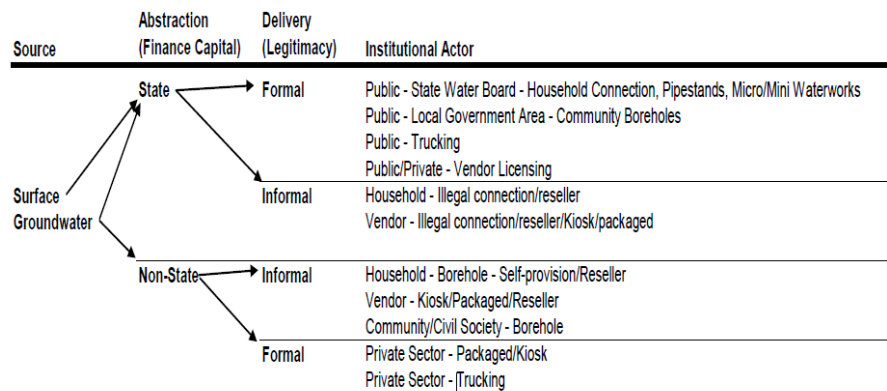 Abstraction Delivery
Source (Finance Capital) (Legitimacy) Institutional Actor
State Formal Public - State Water Board - Household Connection, Pipestands, Micro/Mini Waterworks
Public - Local Government Area - Community Boreholes
Public - Trucking
Public/Private - Vendor Licensing
Surface Informal Household - Illegal connection/reseller
Groundwater Vendor - Illegal connection/reseller/Kiosk/packaged
Non-State Informal Household - Borehole - Self-provision/Reseller
Vendor - Kiosk/Packaged/Reseller
Community/Civil Society - Borehole
Formal Private Sector - Packaged/Kiosk
Private Sector - Trucking